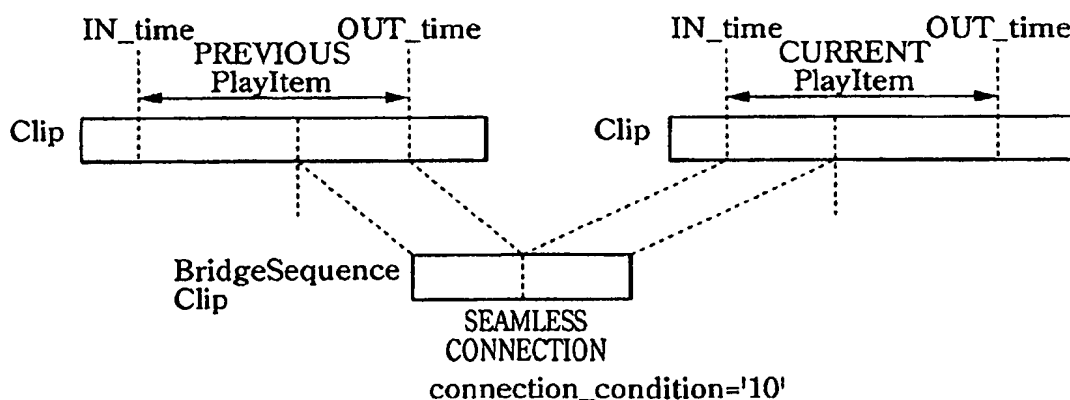 IN_time
OUT_time
PREVIOUS
PlayItem
Clip
IN_time
OUT_time
CURRENT
PlayItem
Clip
BridgeSequence
Clip
SEAMLESS
CONNECTION
connection_condition='10'